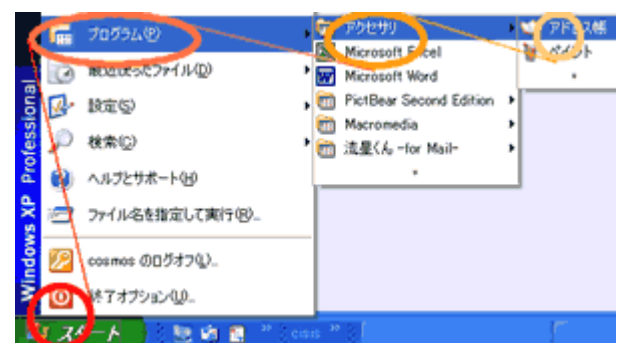 プログラム(P)
最近使ったファイル(D)
設定(S)
検索(C)
ヘルプとサポート(H)
ファイル名を指定して実行(R)...
cosmos のログオフ(L)...
終了オプション(U)...
Windows XP Professional
スタート
アクセサリ
Microsoft Excel
Microsoft Word
PictBear Second Edition
Macromedia
流星くん -for Mail-
アドレス帳
ペイント